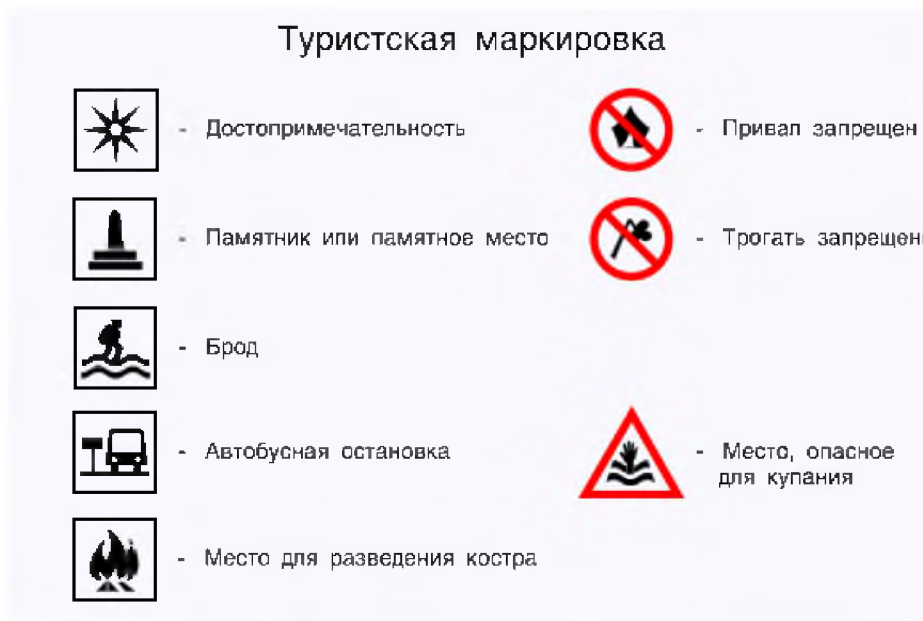 Туристская маркировка
- Достопримечательность
- Памятник или памятное место
- Брод
- Автобусная остановка
- Место для разведения костра
- Привал запрещен
- Трогать запрещен
- Место, опасное
для купания